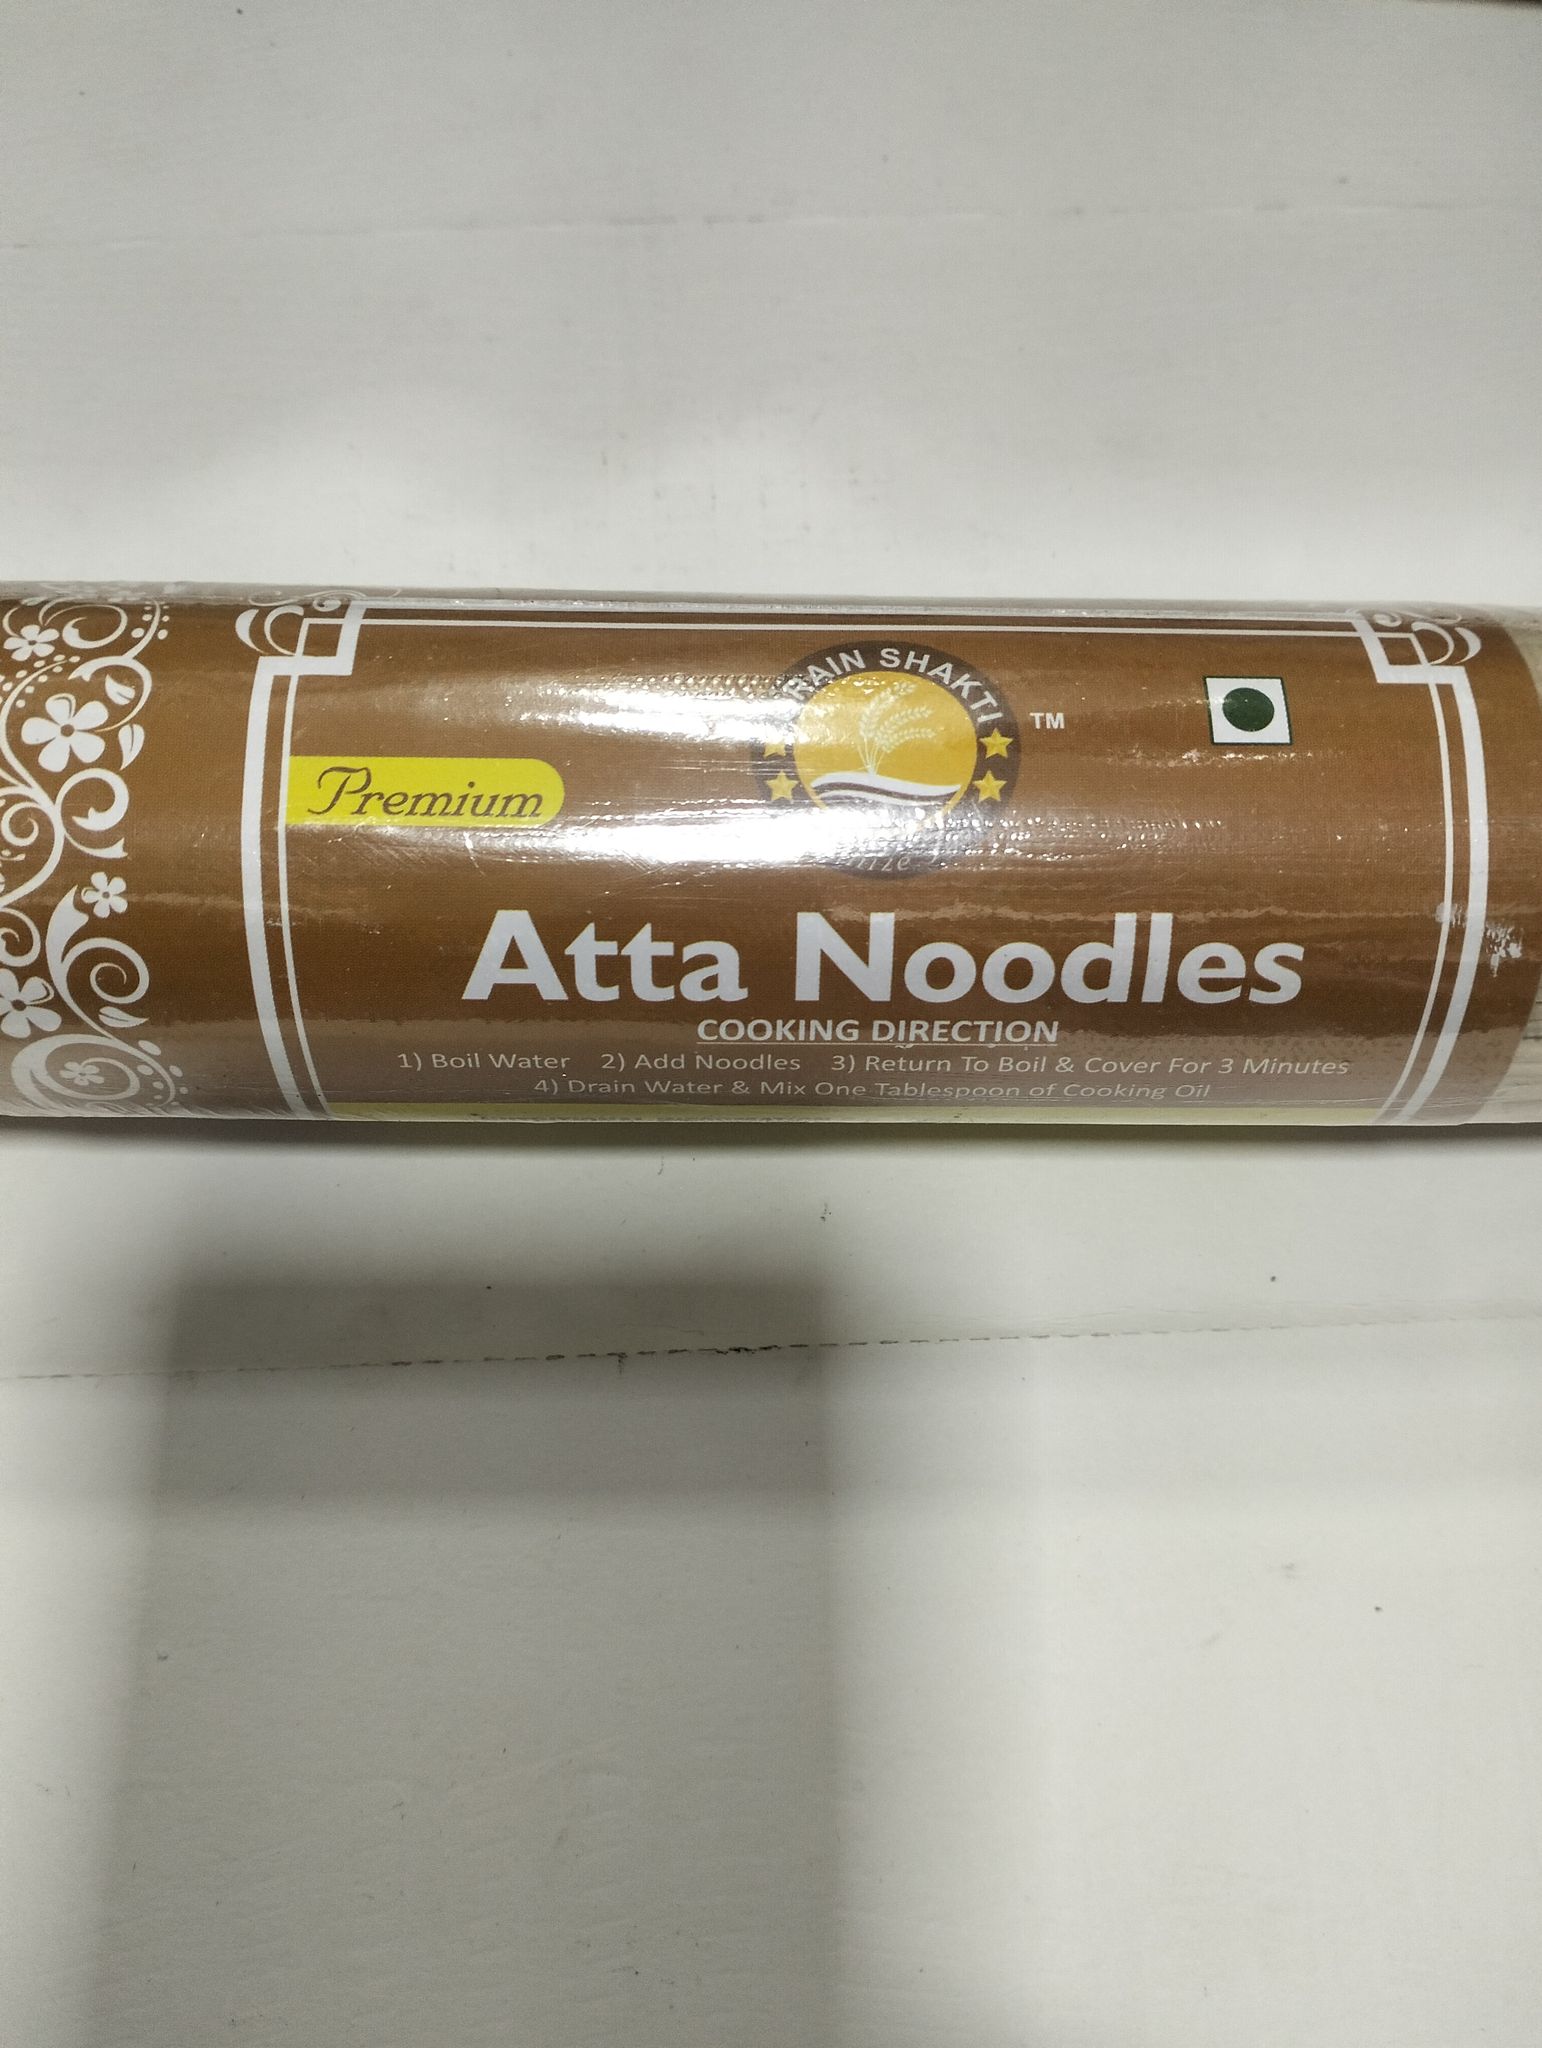 RAIN SHAKTI
TM
Premium
Atta Noodles
COOKING DIRECTION
1) Boil Water 2) Add Noodles 3) Return To Boil & Cover For 3 Minutes
4) Drain Water & Mix One Tablespoon of Cooking Oil